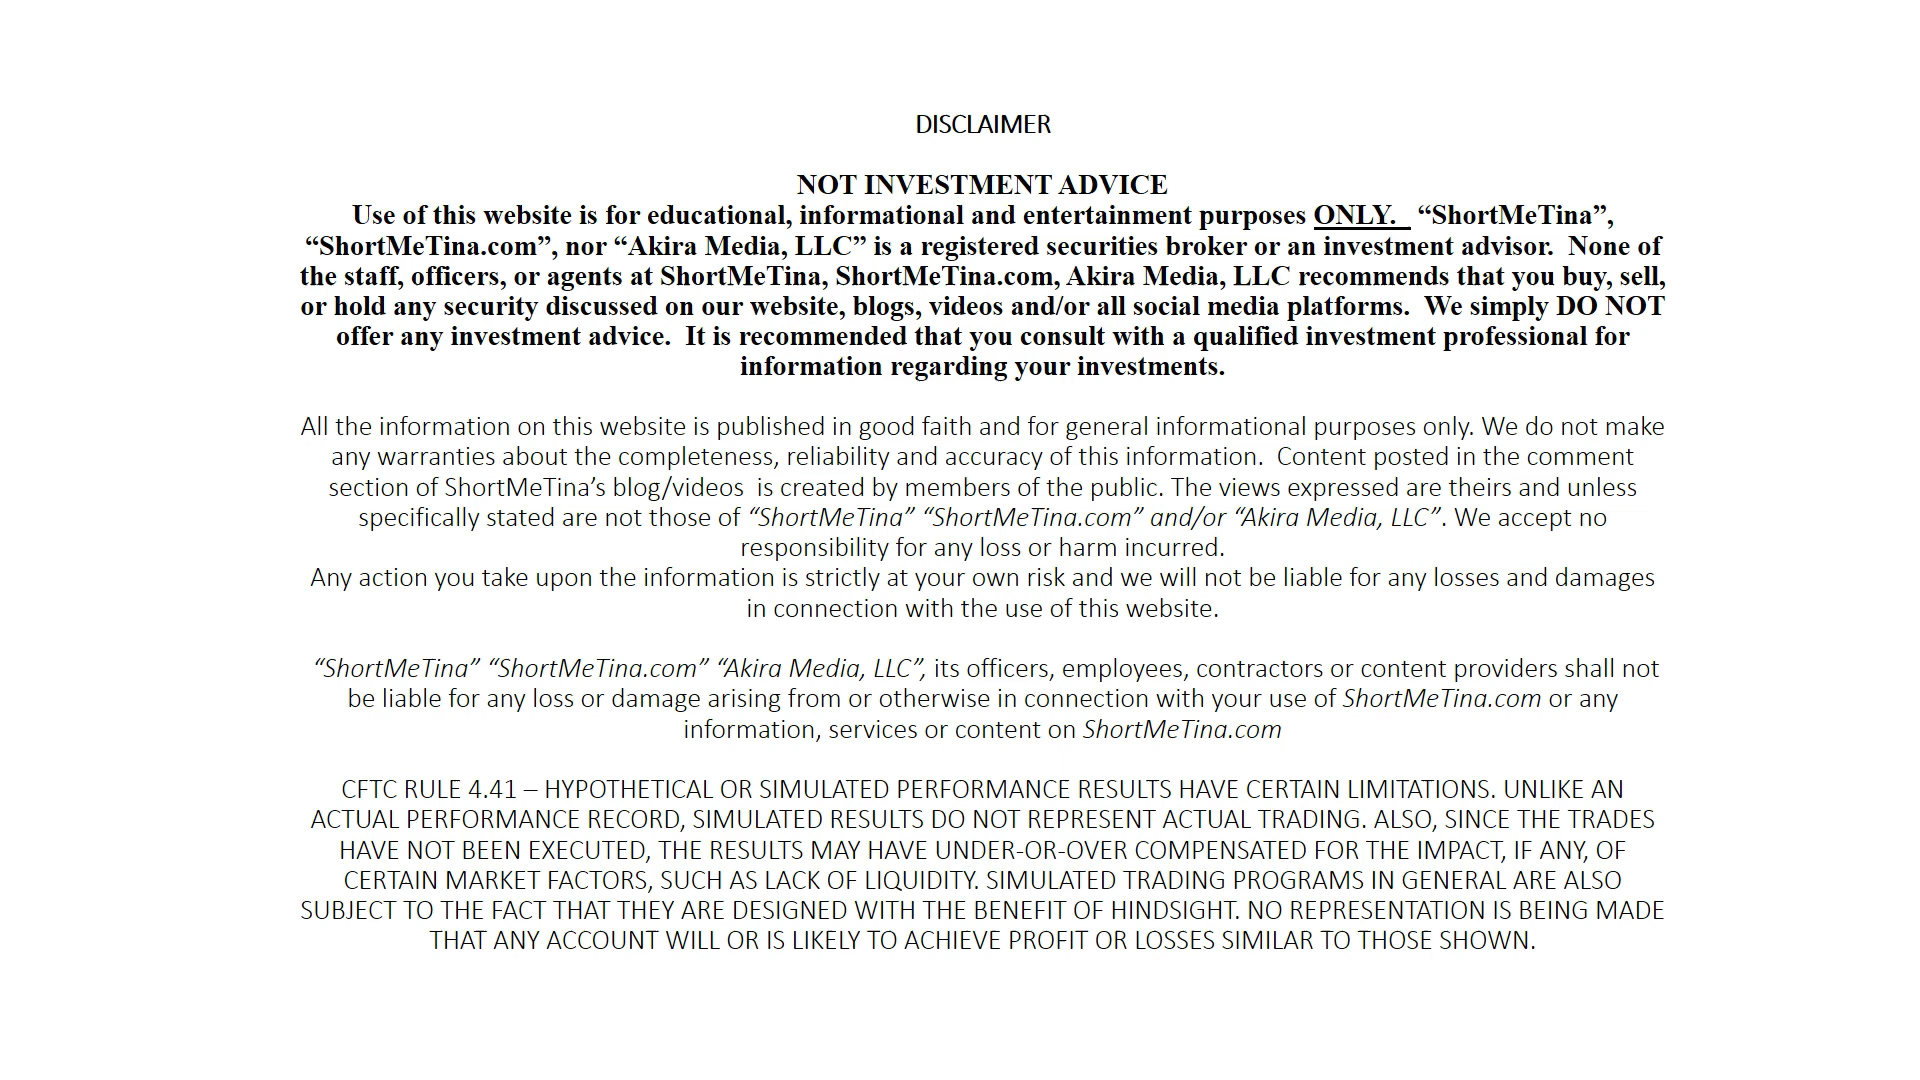 DISCLAIMER
NOT INVESTMENT ADVICE
Use of this website is for educational, informational and entertainment purposes ONLY.   “ShortMeTina”,
“ShortMeTina.com”, nor “Akira Media, LLC” is a registered securities broker or an investment advisor.  None of
the staff, officers, or agents at ShortMeTina, ShortMeTina.com, Akira Media, LLC recommends that you buy, sell,
or hold any security discussed on our website, blogs, videos and/or all social media platforms.  We simply DO NOT
offer any investment advice.  It is recommended that you consult with a qualified investment professional for
information regarding your investments.
All the information on this website is published in good faith and for general informational purposes only. We do not make
any warranties about the completeness, reliability and accuracy of this information.  Content posted in the comment
section of ShortMeTina’s blog/videos  is created by members of the public. The views expressed are theirs and unless
specifically stated are not those of “ShortMeTina” “ShortMeTina.com” and/or “Akira Media, LLC”. We accept no
responsibility for any loss or harm incurred.
Any action you take upon the information is strictly at your own risk and we will not be liable for any losses and damages
in connection with the use of this website.
“ShortMeTina” “ShortMeTina.com” “Akira Media, LLC”, its officers, employees, contractors or content providers shall not
be liable for any loss or damage arising from or otherwise in connection with your use of ShortMeTina.com or any
information, services or content on ShortMeTina.com
CFTC RULE 4.41 – HYPOTHETICAL OR SIMULATED PERFORMANCE RESULTS HAVE CERTAIN LIMITATIONS. UNLIKE AN
ACTUAL PERFORMANCE RECORD, SIMULATED RESULTS DO NOT REPRESENT ACTUAL TRADING. ALSO, SINCE THE TRADES
HAVE NOT BEEN EXECUTED, THE RESULTS MAY HAVE UNDER-OR-OVER COMPENSATED FOR THE IMPACT, IF ANY, OF
CERTAIN MARKET FACTORS, SUCH AS LACK OF LIQUIDITY. SIMULATED TRADING PROGRAMS IN GENERAL ARE ALSO
SUBJECT TO THE FACT THAT THEY ARE DESIGNED WITH THE BENEFIT OF HINDSIGHT. NO REPRESENTATION IS BEING MADE
THAT ANY ACCOUNT WILL OR IS LIKELY TO ACHIEVE PROFIT OR LOSSES SIMILAR TO THOSE SHOWN.